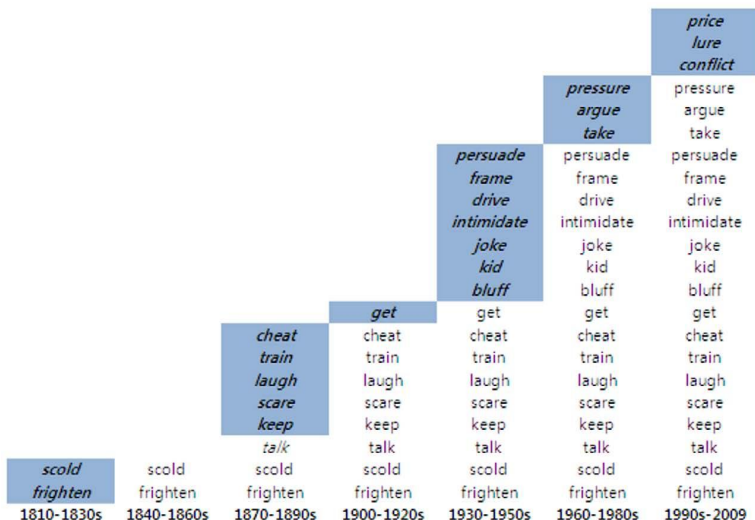 price
lure
conflict
pressure pressure
argue argue
take take
persuade persuade persuade
frame frame frame
drive drive drive
intimidate intimidate intimidate
joke joke joke
kid kid kid
bluff bluff bluff
get get get get
cheat cheat cheat cheat cheat
train train train train train
laugh laugh laugh laugh laugh
scare scare scare scare scare
keep keep keep keep keep
talk talk talk talk talk
scold scold scold scold scold scold scold
frighten frighten frighten frighten frighten frighten frighten
1810-1830s 1840-1860s 1870-1890s 1900-1920s 1930-1950s 1960-1980s 1990s-2009